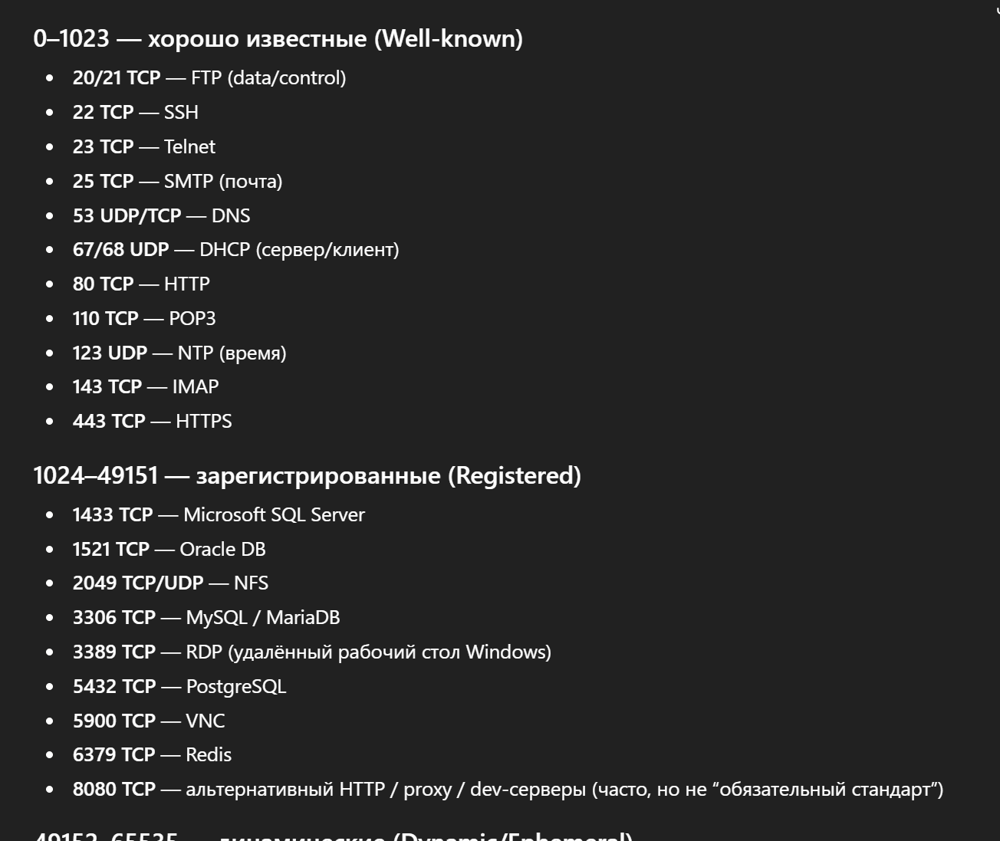 0–1023 — хорошо известные (Well-known)
• 20/21 TCP — FTP (data/control)
• 22 TCP — SSH
• 23 TCP — Telnet
• 25 TCP — SMTP (почта)
• 53 UDP/TCP — DNS
• 67/68 UDP — DHCP (сервер/клиент)
• 80 TCP — HTTP
• 110 TCP — POP3
• 123 UDP — NTP (время)
• 143 TCP — IMAP
• 443 TCP — HTTPS
1024–49151 — зарегистрированные (Registered)
• 1433 TCP — Microsoft SQL Server
• 1521 TCP — Oracle DB
• 2049 TCP/UDP — NFS
• 3306 TCP — MySQL / MariaDB
• 3389 TCP — RDP (удалённый рабочий стол Windows)
• 5432 TCP — PostgreSQL
• 5900 TCP — VNC
• 6379 TCP — Redis
• 8080 TCP — альтернативный HTTP / proxy / dev-серверы (часто, но не “обязательный стандарт”)
49152–65535 — динамические (Dynamic/Ephemeral)